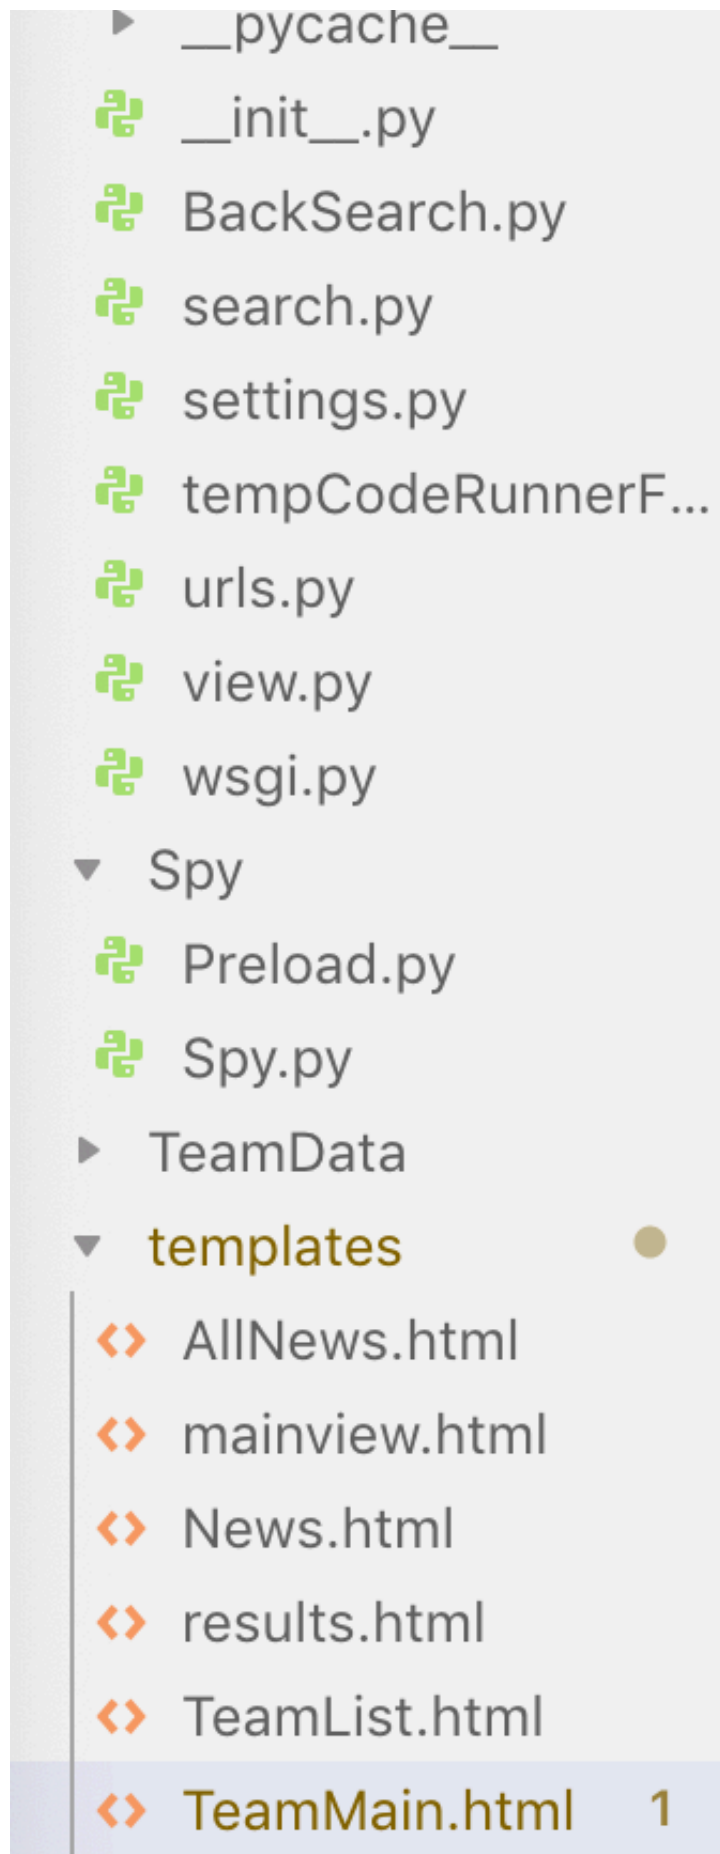 __pycache__
__init__.py
BackSearch.py
search.py
settings.py
tempCodeRunnerF...
urls.py
view.py
wsgi.py
Spy
Preload.py
Spy.py
TeamData
templates
AllNews.html
mainview.html
News.html
results.html
TeamList.html
TeamMain.html 1